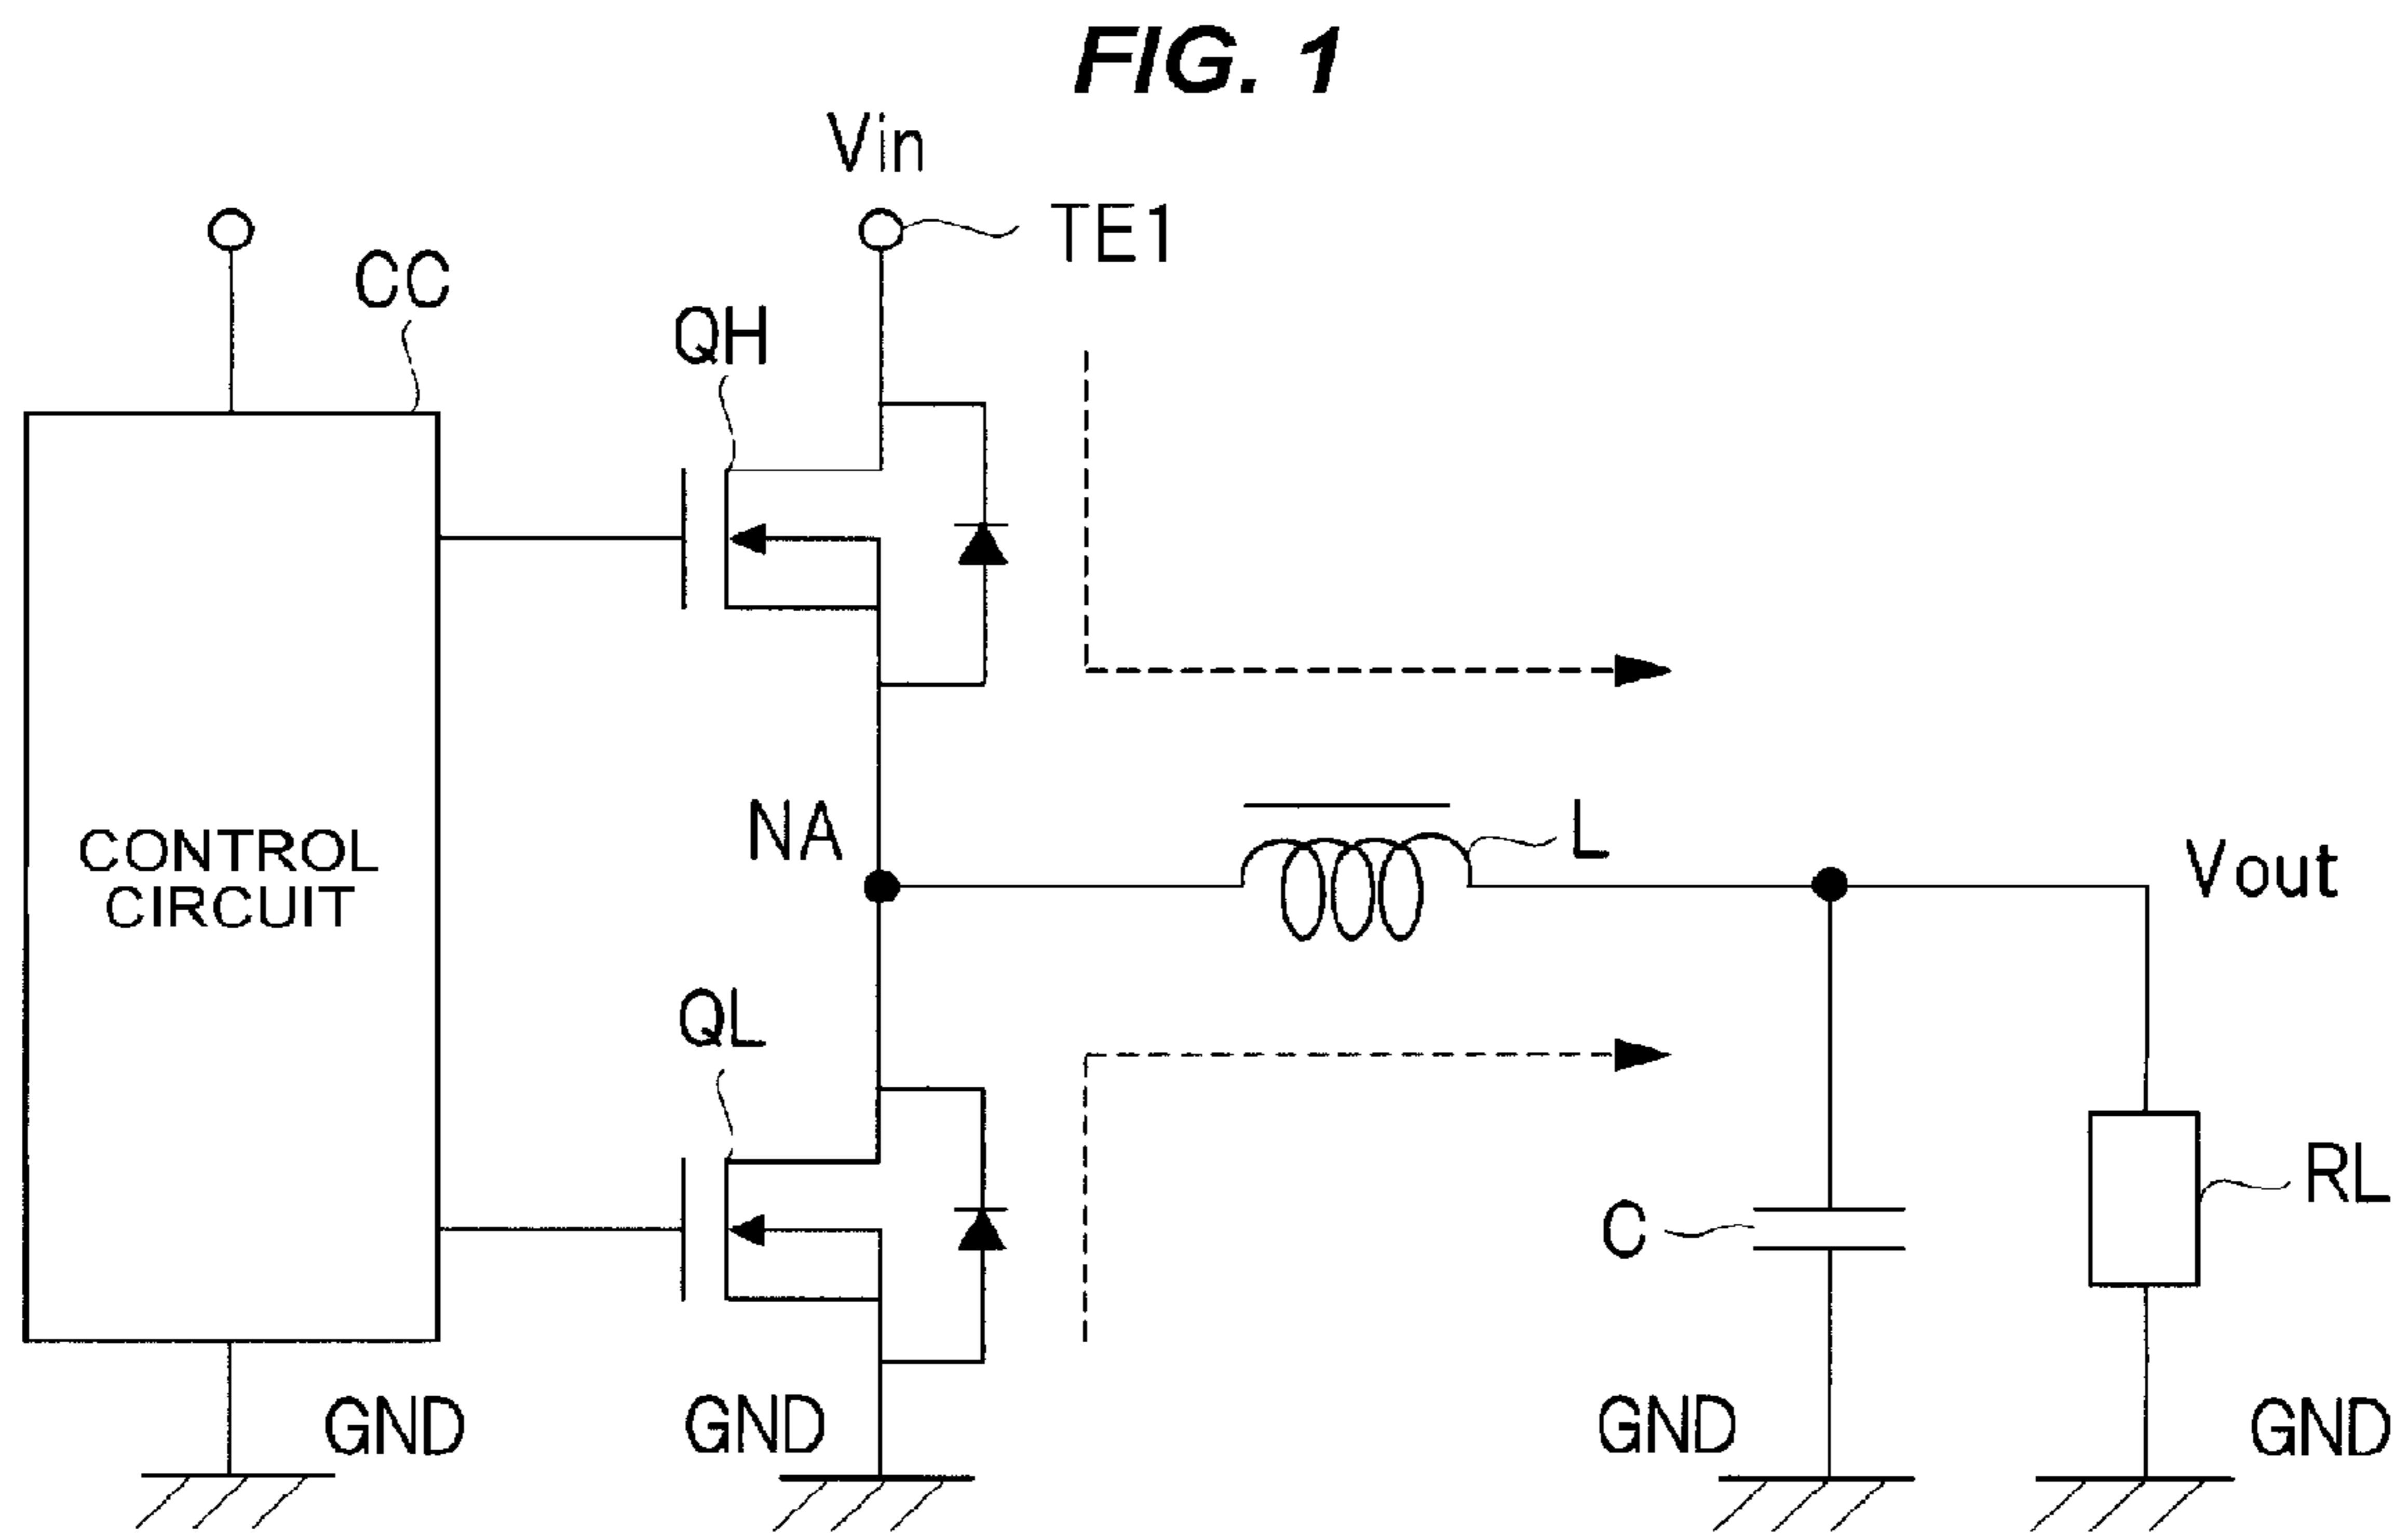 FIG. 1
Vin
TE1
CC
QH
NA
L
CONTROL
CIRCUIT
Vout
QL
C
RL
GND
GND
GND
GND